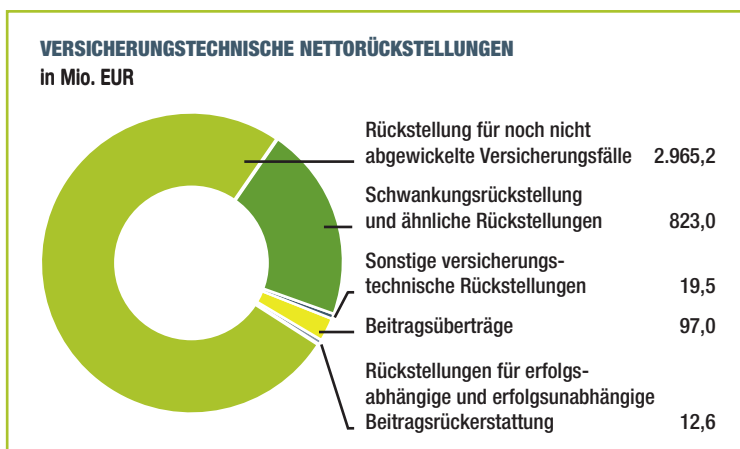 VERSICHERUNGSTECHNISCHE NETTORÜCKSTELLUNGEN
in Mio. EUR
Rückstellung für noch nicht
abgewickelte Versicherungsfälle 2.965,2
Schwankungsrückstellung
und ähnliche Rückstellungen 823,0
Sonstige versicherungs-
technische Rückstellungen 19,5
Beitragsüberträge 97,0
Rückstellungen für erfolgs-
abhängige und erfolgsunabhängige
Beitragsrückerstattung 12,6